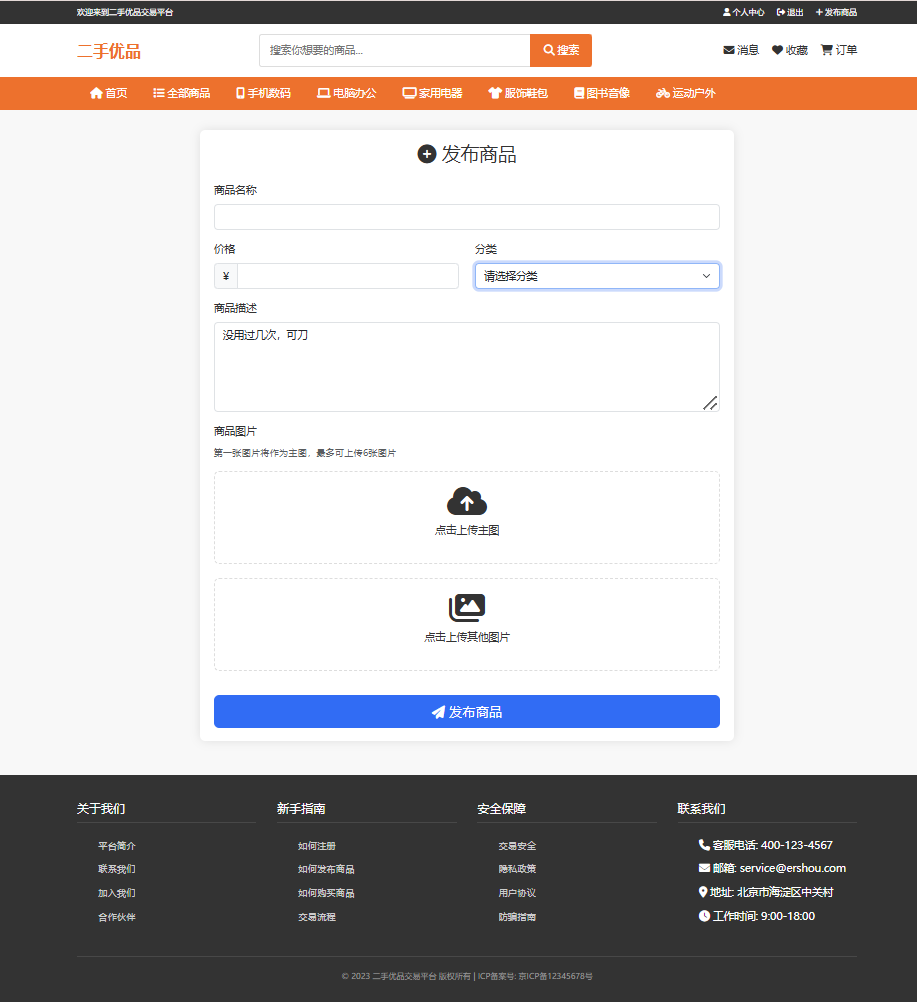 欢迎来到二手优品交易平台 个人中心 退出 发布商品
二手优品 搜索你想要的商品... 搜索 消息 收藏 订单
首页 全部商品 手机数码 电脑办公 家用电器 服饰鞋包 图书音像 运动户外
发布商品
商品名称
价格 分类
¥ 请选择分类
商品描述
没用过几次，可刀
商品图片
第一张图片将作为主图，最多可上传6张图片
点击上传主图
点击上传其他图片
发布商品
关于我们 新手指南 安全保障 联系我们
平台简介 如何注册 交易安全 客服电话: 400-123-4567
联系我们 如何发布商品 隐私政策 邮箱: service@ershou.com
加入我们 如何购买商品 用户协议 地址: 北京市海淀区中关村
合作伙伴 交易流程 防骗指南 工作时间: 9:00-18:00
© 2023 二手优品交易平台 版权所有 | ICP备案号: 京ICP备12345678号